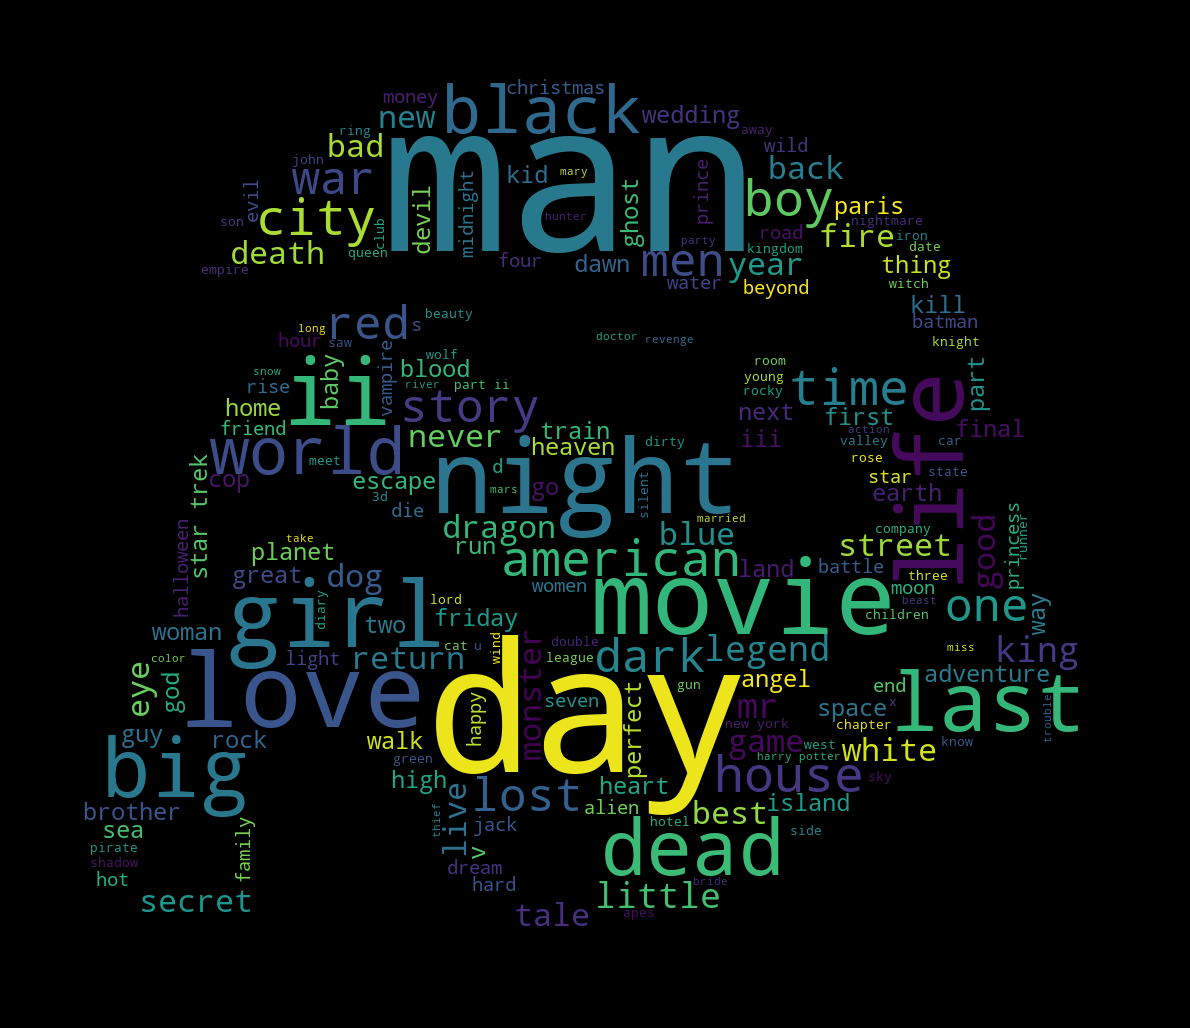 christmas
money
black
new
wedding
ring
away
bad
man
wild
john
war
kid
mary
back
evil
devil
midnight
ghost
prince
boy
paris
son
city
club
hunter
nightmare
road
fire
iron
death
queen
party
kingdom
date
four
dawn
men
year
thing
empire
water
beyond
witch
kill
batman
beauty
long
red
s
hour
saw
doctor
revenge
knight
wolf
room
snow
ii
baby
vampire
blood
young
time
life
part
rise
river
part ii
rocky
home
story
next
first
friend
world
never
train
iii
action
final
heaven
night
dirty
valley
car
meet
rose
cop
star trek
escape
d
go
silent
star
state
3d
mars
earth
die
dragon
married
blue
company
good
princess
runner
halloween
take
planet
run
american
street
great
dog
land
battle
three
women
movie
moon
girl
diary
lord
beast
one
way
two
friday
children
woman
color
light
return
cat
u
wind
double
league
dark
legend
miss
king
eye
god
love
day
monster
gun
angel
end
adventure
last
happy
seven
perfect
mr
space
x
chapter
trouble
guy
rock
walk
new york
game
west
white
know
green
harry potter
big
high
house
sky
heart
brother
thief
live
lost
alien
best
island
sea
jack
hotel
side
pirate
family
v
dead
shadow
dream
hot
hard
bride
secret
little
tale
apes